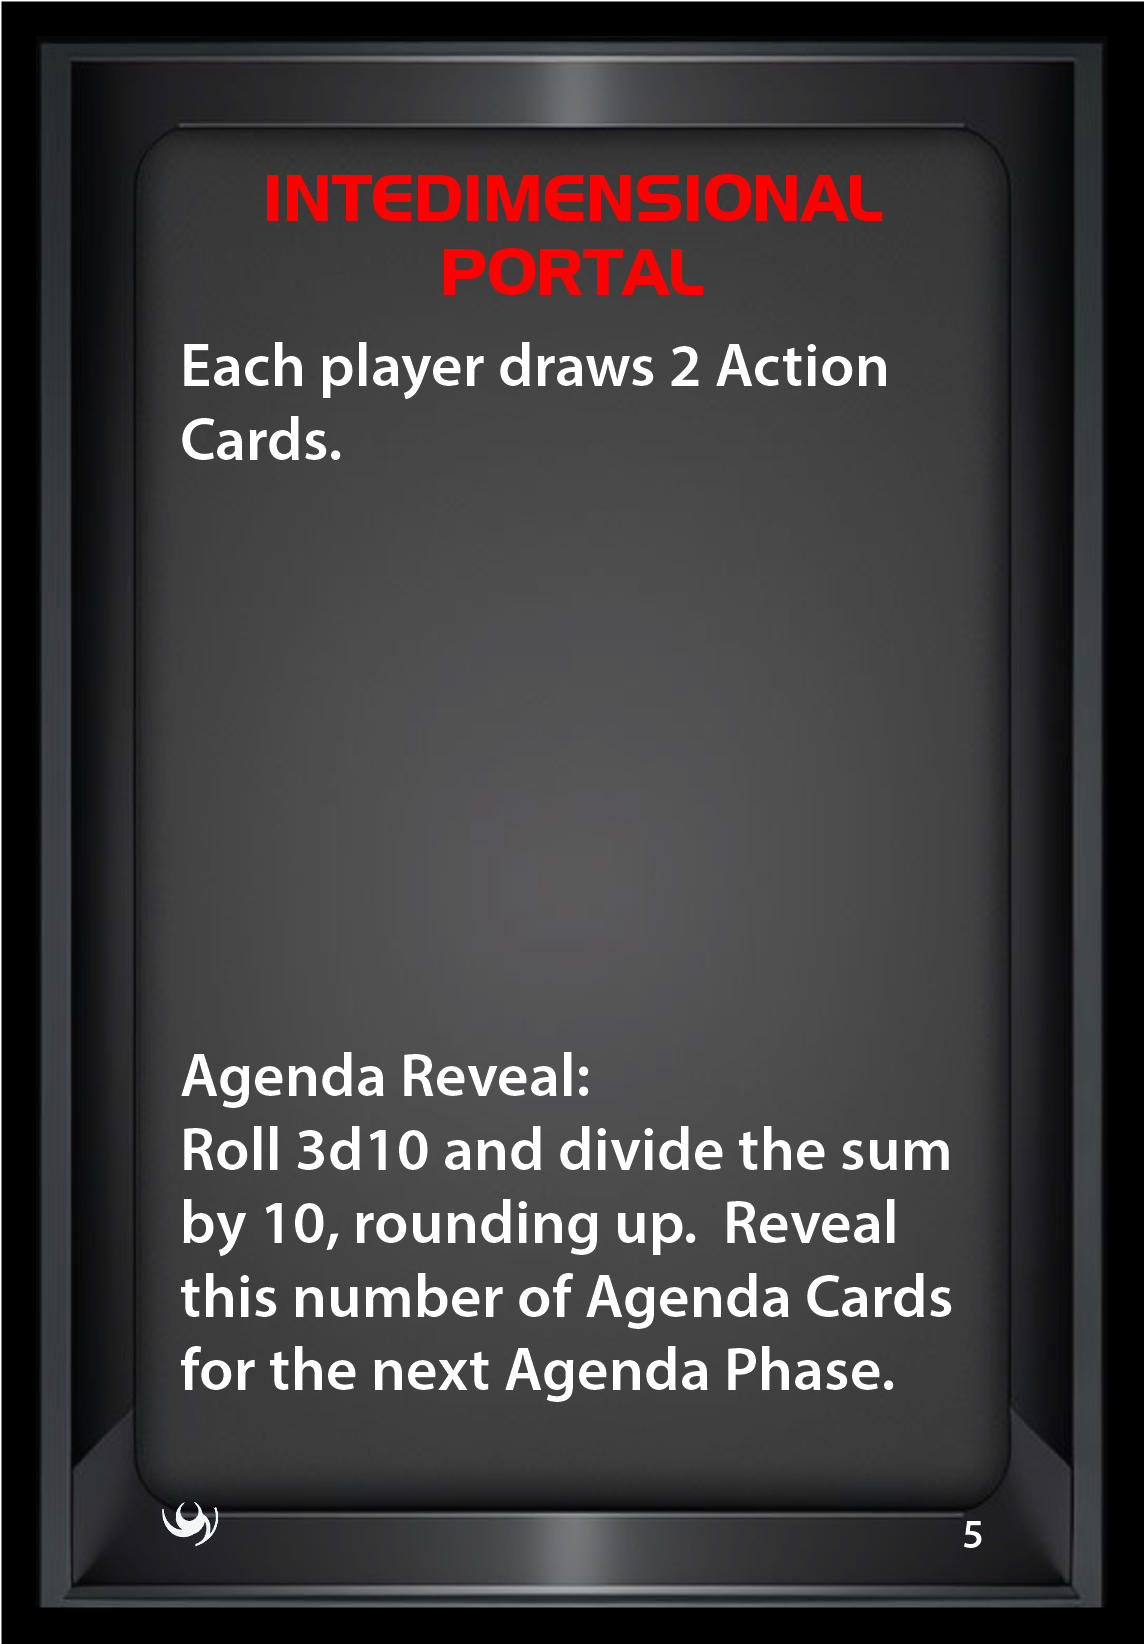 INTEDIMENSIONAL
PORTAL
Each player draws 2 Action
Cards.
Agenda Reveal:
Roll 3d10 and divide the sum
by 10, rounding up.  Reveal
this number of Agenda Cards
for the next Agenda Phase.
5